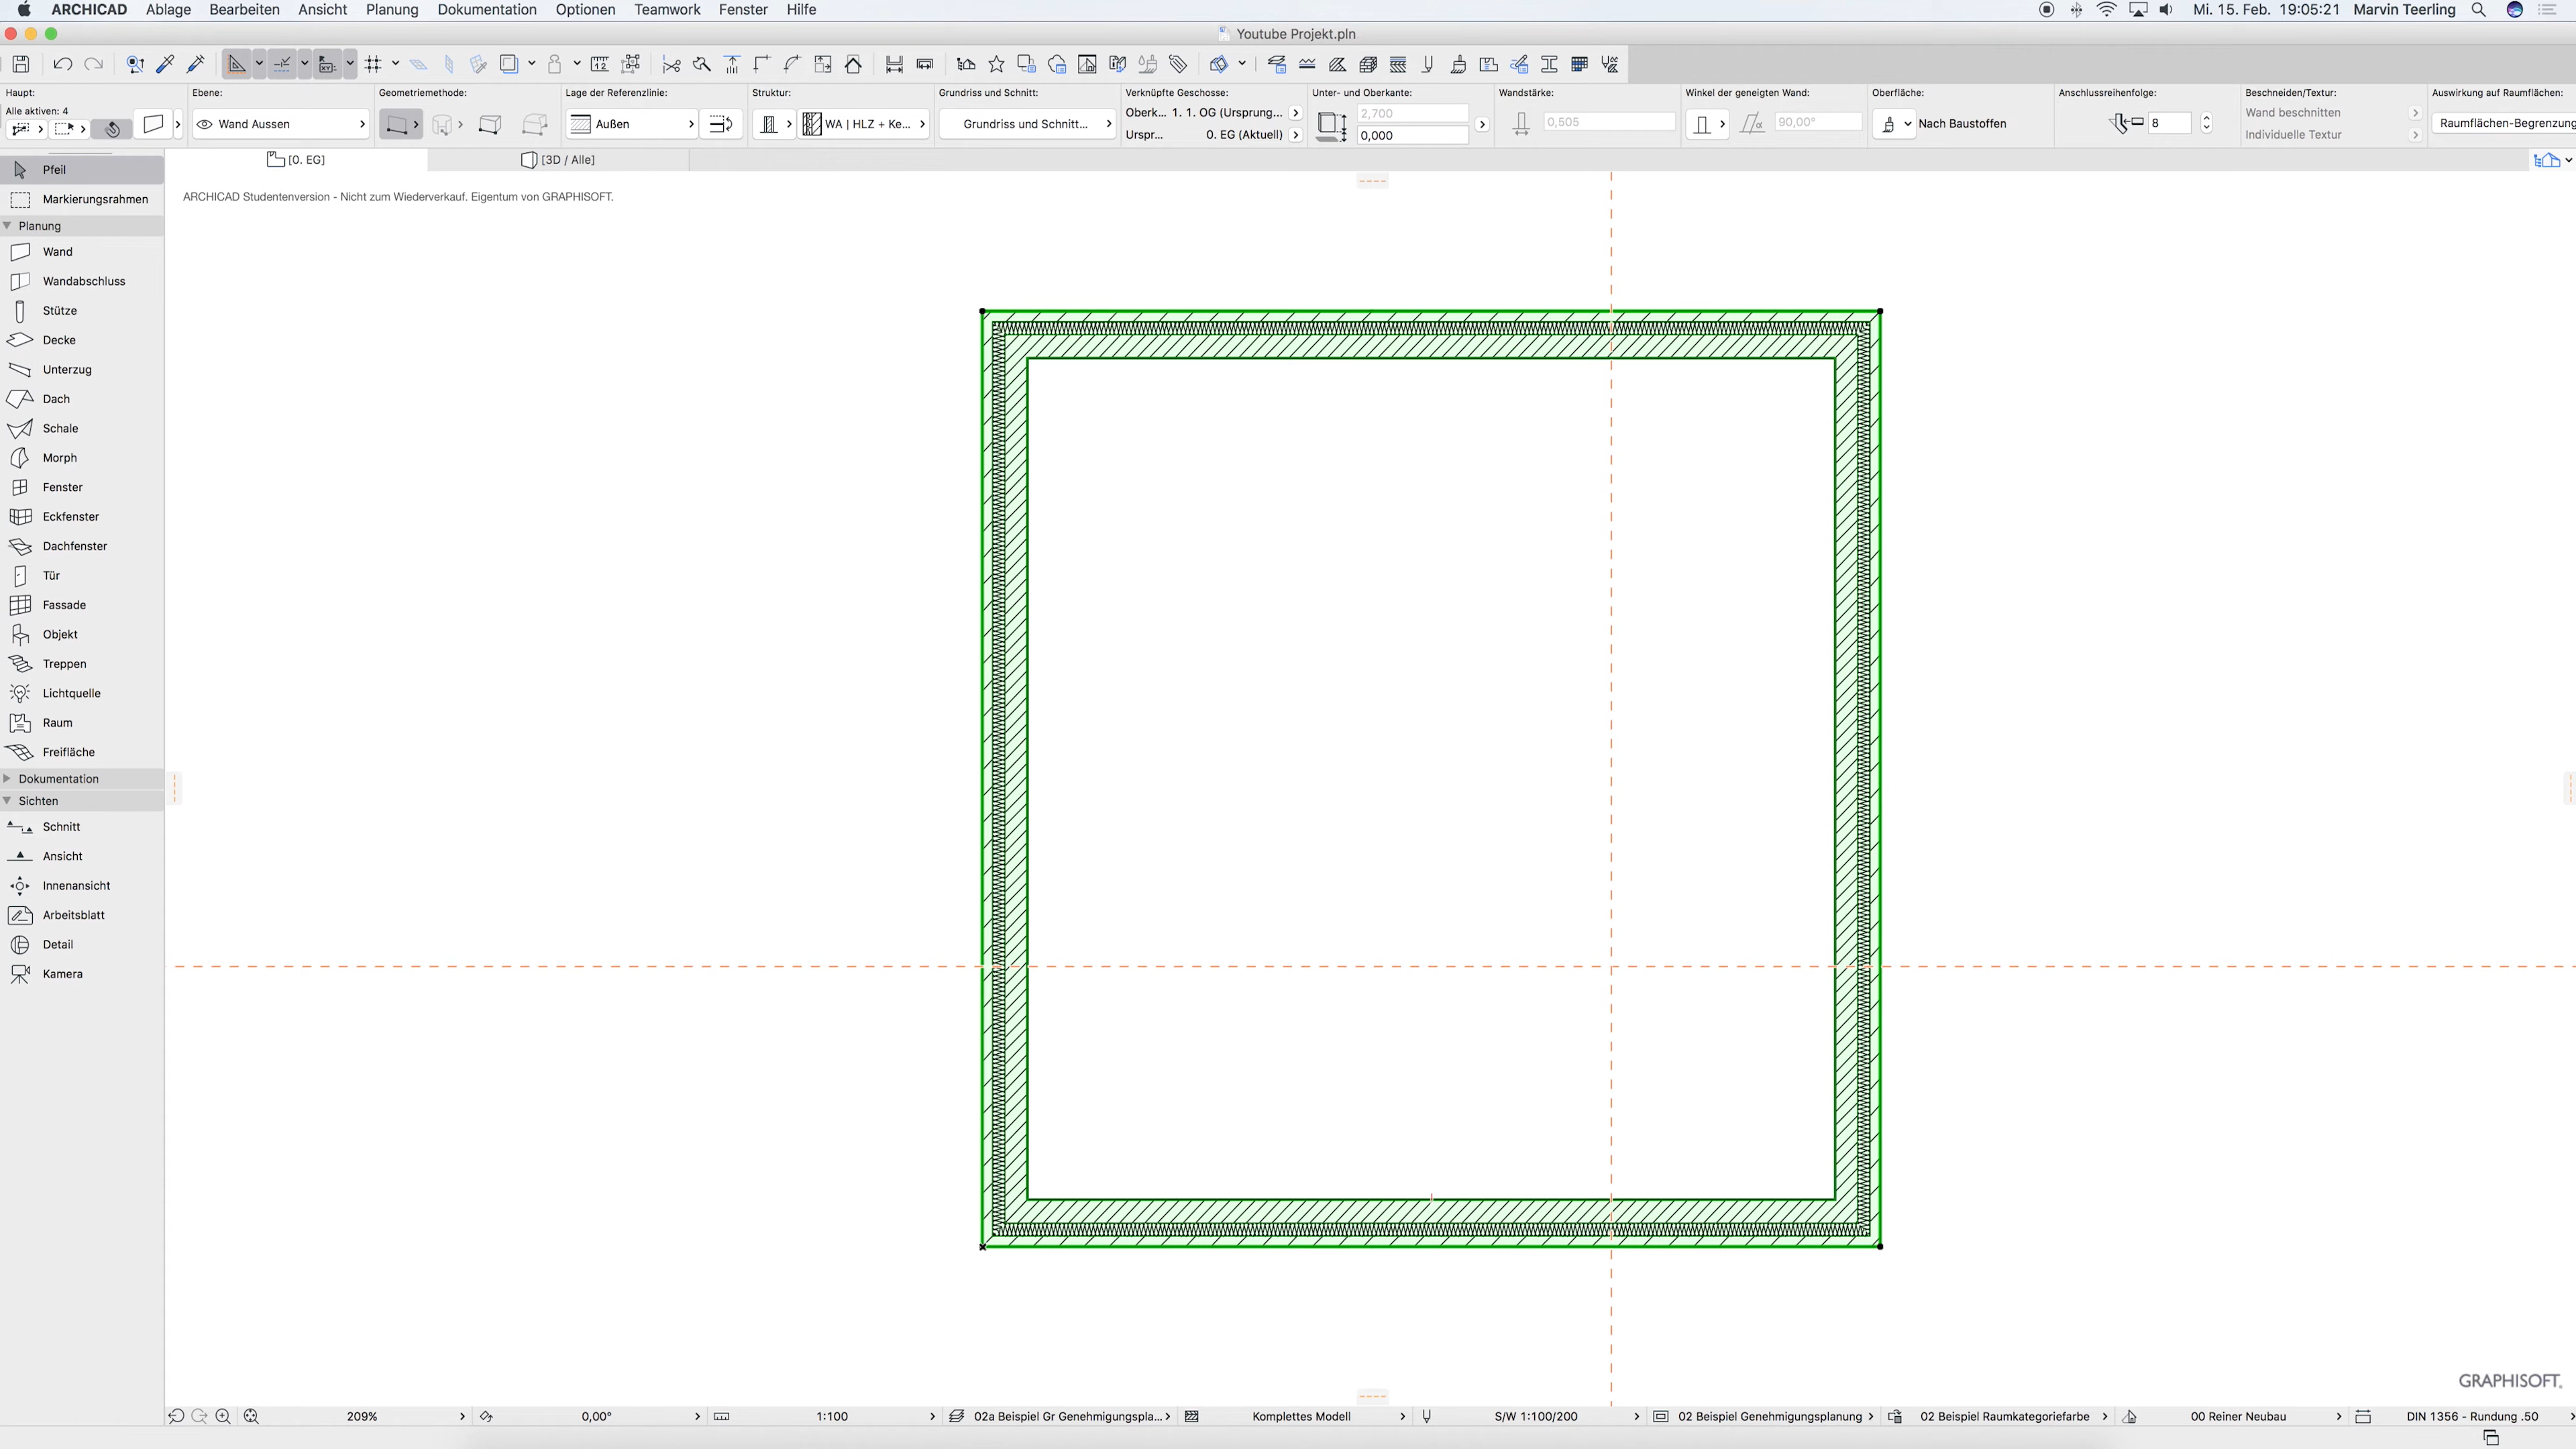 ARCHICAD Ablage Bearbeiten Ansicht Planung Dokumentation Optionen Teamwork Fenster Hilfe Mi. 15. Feb. 19:05:21 Marvin Teerling
Youtube Projekt.pln
Haupt: Ebene: Geometriemethode: Lage der Referenzlinie: Struktur: Grundriss und Schnitt: Verknüpfte Geschosse: Unter- und Oberkante: Wandstärke: Winkel der geneigten Wand: Oberfläche: Anschlussreihenfolge: Beschneiden/Textur: Auswirkung auf Raumflächen:
Alle aktiven: 4 Oberk... 1. 1. OG (Ursprung... 2,700 Wand beschnitten
Wand Aussen Außen WA | HLZ + Ke... Grundriss und Schnitt... 0,505 90,00° Nach Baustoffen 8 Raumflächen-Begrenzung
Urspr... 0. EG (Aktuell) 0,000 Individuelle Textur
[0. EG] [3D / Alle]
Pfeil
ARCHICAD Studentenversion - Nicht zum Wiederverkauf. Eigentum von GRAPHISOFT.
Markierungsrahmen
Planung
Wand
Wandabschluss
Stütze
Decke
Unterzug
Dach
Schale
Morph
Fenster
Eckfenster
Dachfenster
Tür
Fassade
Objekt
Treppen
Lichtquelle
Raum
Freifläche
Dokumentation
Sichten
Schnitt
Ansicht
Innenansicht
Arbeitsblatt
Detail
Kamera
GRAPHISOFT.
209% 0,00° 1:100 02a Beispiel Gr Genehmigungspla... Komplettes Modell S/W 1:100/200 02 Beispiel Genehmigungsplanung 02 Beispiel Raumkategoriefarbe 00 Reiner Neubau DIN 1356 - Rundung .50